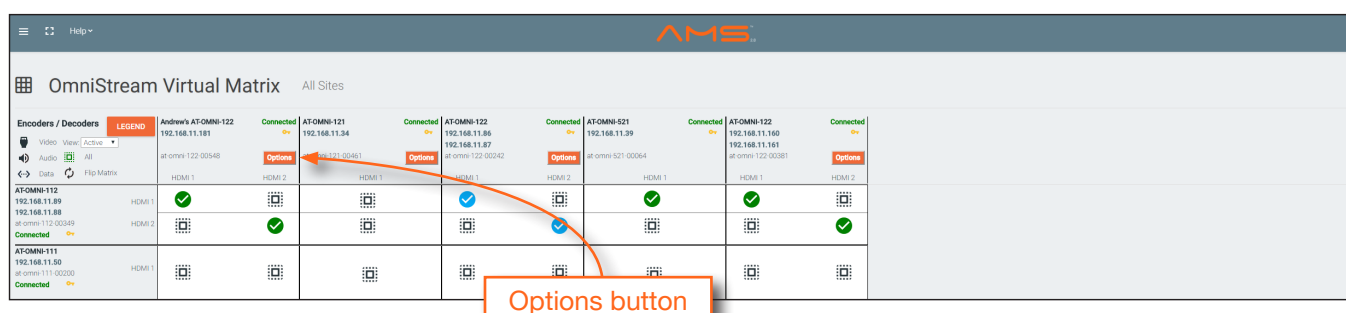 Help
AMS
OmniStream Virtual Matrix All Sites
Encoders / Decoders LEGEND
Video View: Active
Audio All
Data Flip Matrix
Andrew's AT-OMNI-122 Connected
192.168.11.181
at-omni-122-00548 Options
HDMI 1 HDMI 2
AT-OMNI-121 Connected
192.168.11.34
at-omni-121-00461 Options
HDMI 1
AT-OMNI-122 Connected
192.168.11.86
192.168.11.87
at-omni-122-00242 Options
HDMI 1 HDMI 2
AT-OMNI-521 Connected
192.168.11.39
at-omni-521-00064
HDMI 1
AT-OMNI-122 Connected
192.168.11.160
192.168.11.161
at-omni-122-00381 Options
HDMI 1 HDMI 2
AT-OMNI-112
192.168.11.89 HDMI 1
192.168.11.88
at-omni-112-00349 HDMI 2
Connected
AT-OMNI-111
192.168.11.50
at-omni-111-00200 HDMI 1
Connected
Options button